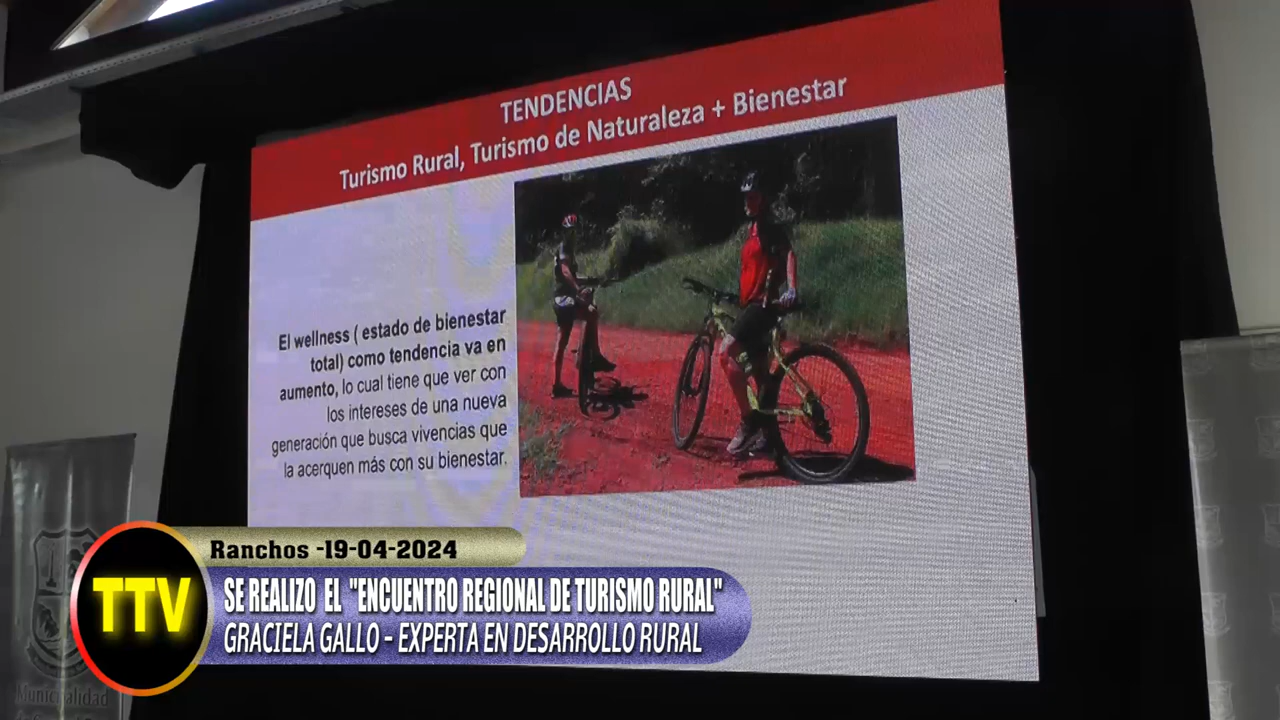 TENDENCIAS
Turismo Rural, Turismo de Naturaleza + Bienestar
El wellness ( estado de bienestar
total) como tendencia va en
aumento, lo cual tiene que ver con
los intereses de una nueva
generación que busca vivencias que
la acerquen más con su bienestar.
Ranchos -19-04-2024
TTV
SE REALIZO EL "ENCUENTRO REGIONAL DE TURISMO RURAL"
GRACIELA GALLO - EXPERTA EN DESARROLLO RURAL
Municipalidad